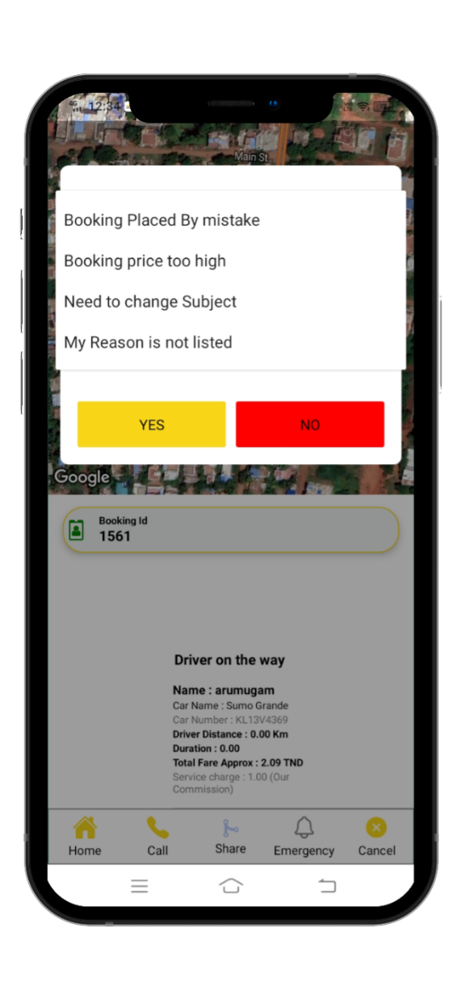 4G 12:34
Main St
Booking Placed By mistake
Booking price too high
Need to change Subject
My Reason is not listed
YES
NO
Google
Booking Id
1561
Driver on the way
Name : arumugam
Car Name : Sumo Grande
Car Number : KL13V4369
Driver Distance : 0.00 Km
Duration : 0.00
Total Fare Approx : 2.09 TND
Service charge : 1.00 (Our
Commission)
Home
Call
Share
Emergency
Cancel